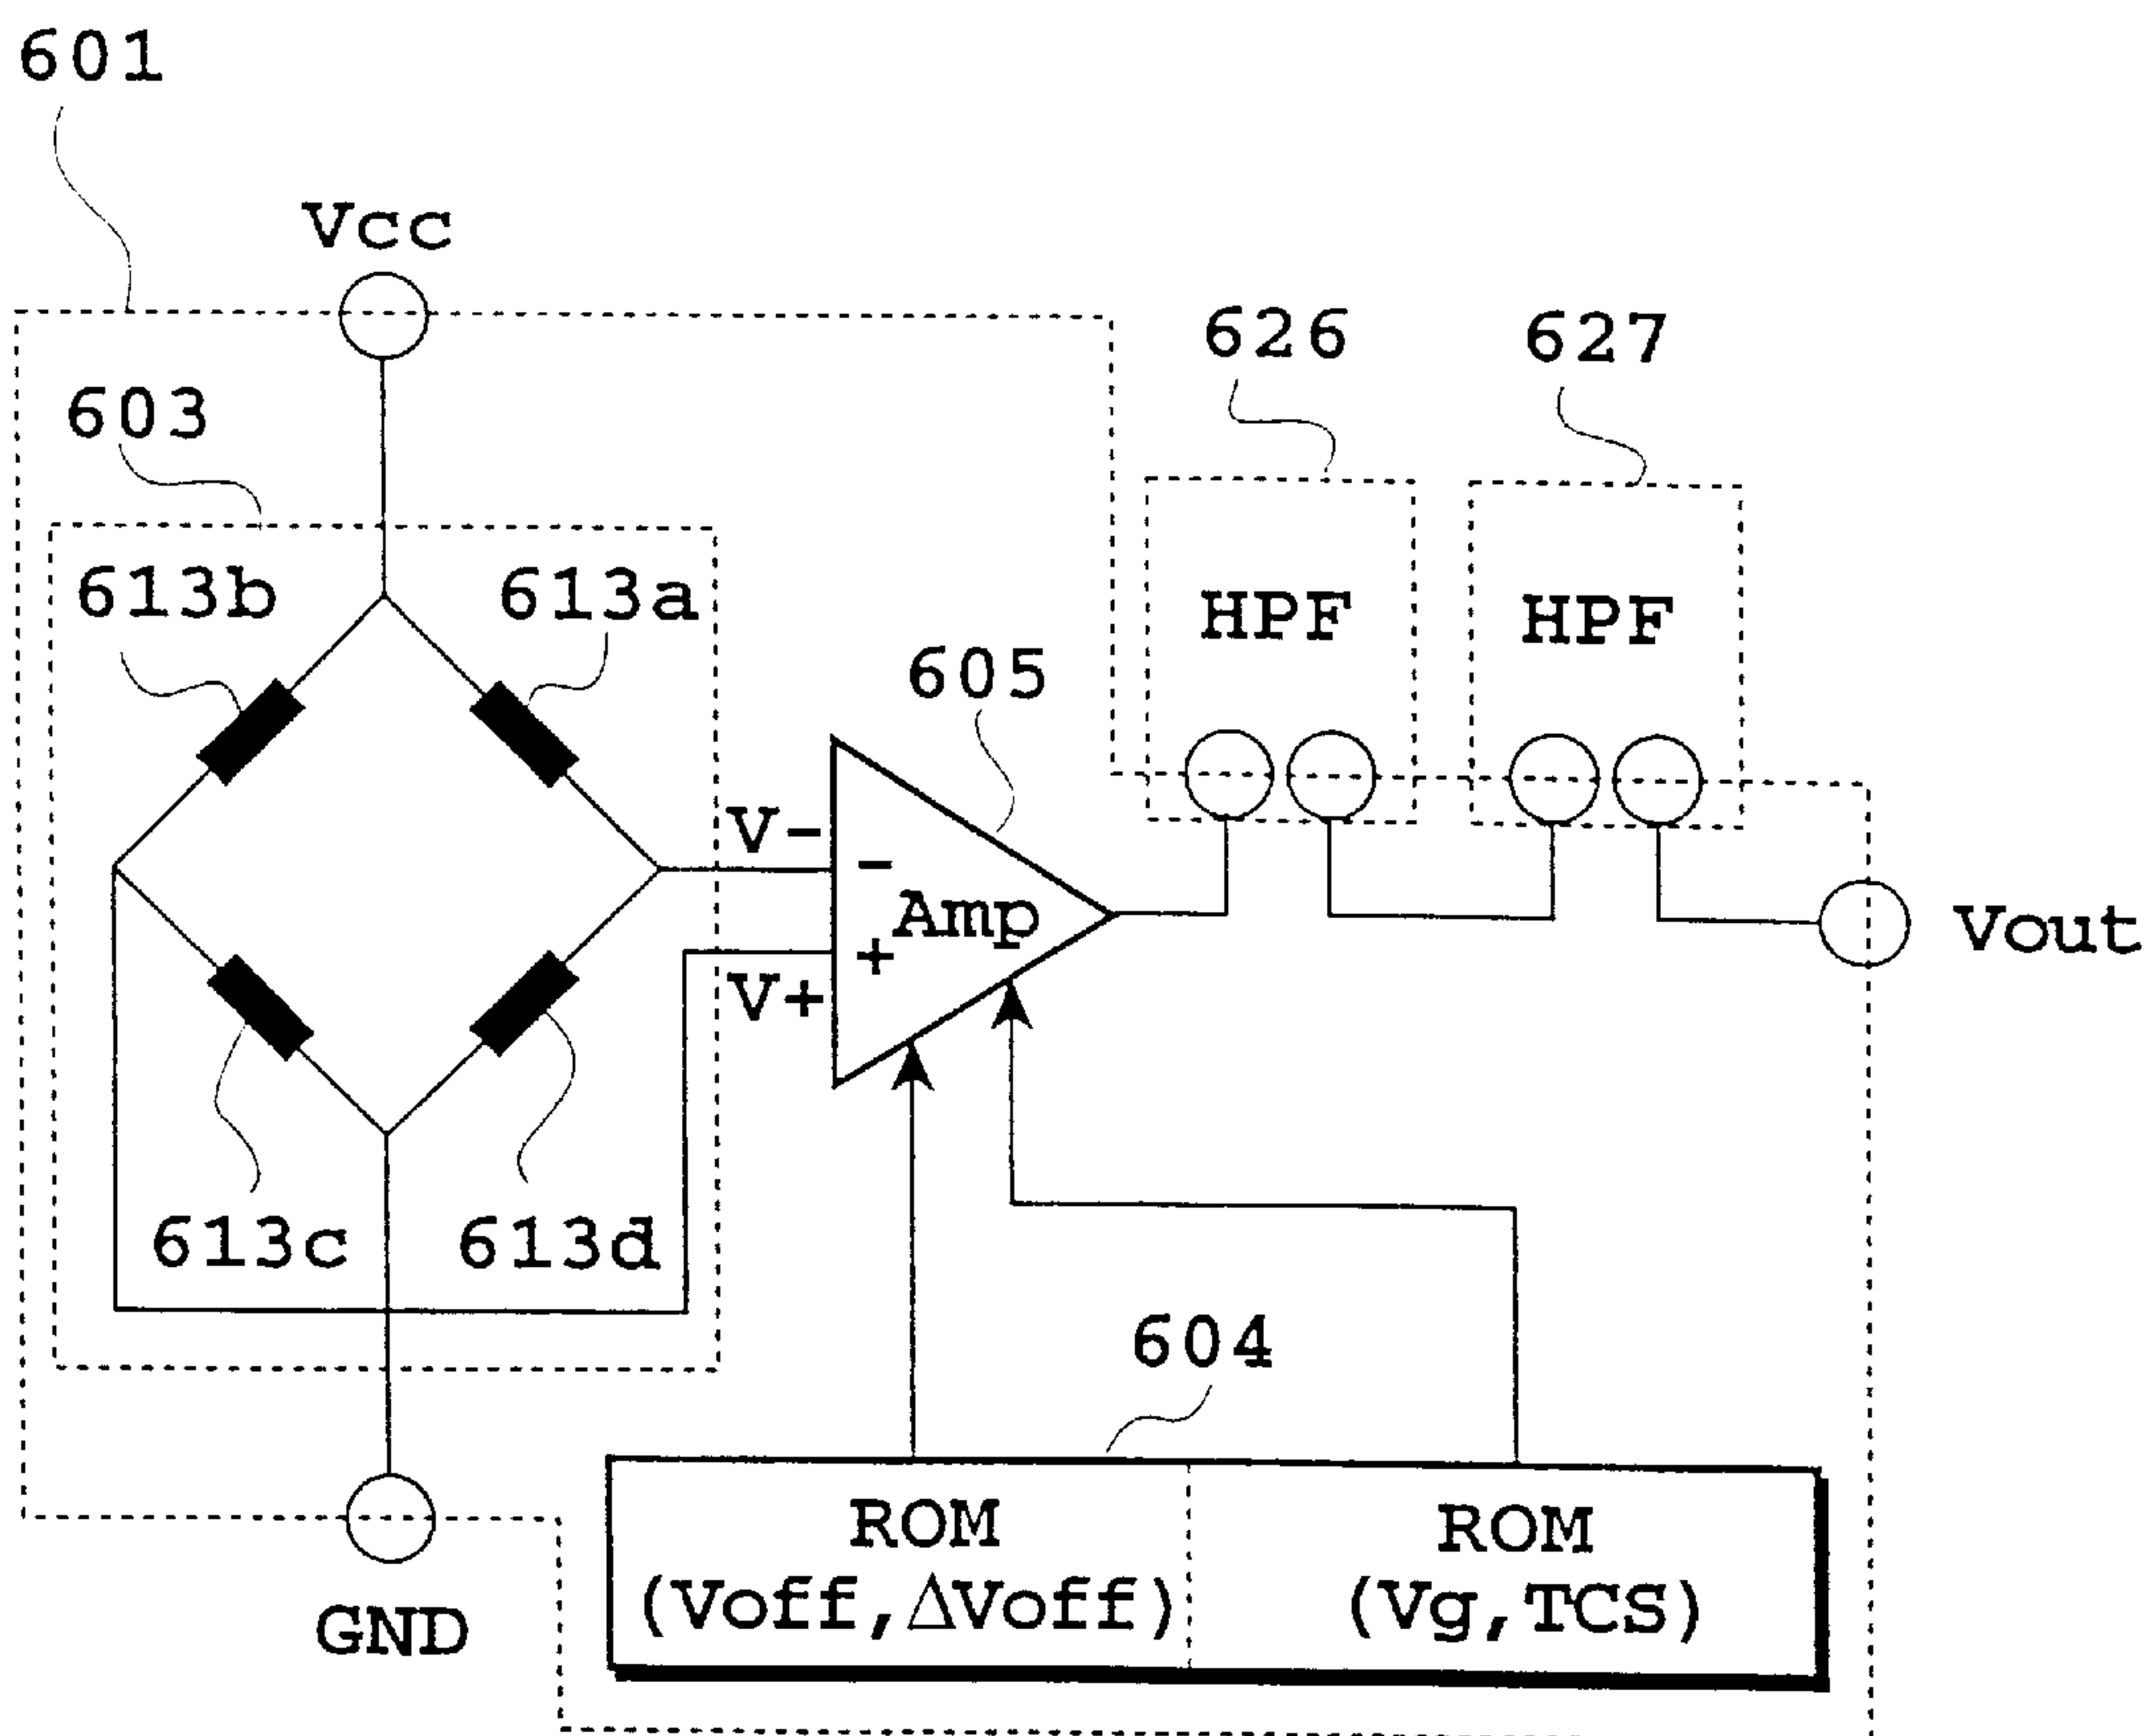 601
Vcc
626
627
603
613b
613a
HPF
HPF
605
V-
-
Amp
+
V+
Vout
613c
613d
604
ROM
(Voff,ΔVoff)
ROM
(Vg,TCS)
GND